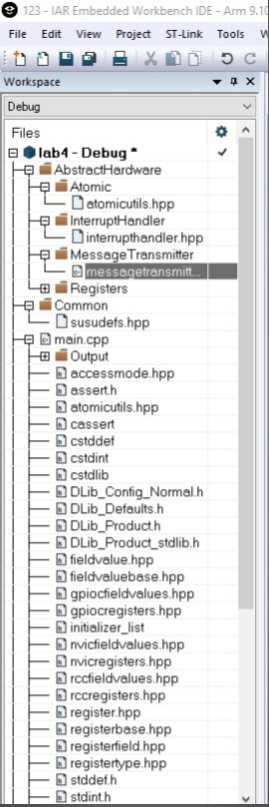 123 - IAR Embedded Workbench IDE - Arm 9.10
File Edit View Project ST-Link Tools W
Workspace
Debug
Files
lab4 - Debug *
AbstractHardware
Atomic
atomicutils.hpp
InterruptHandler
interrupthandler.hpp
MessageTransmitter
messagetransmitt...
Registers
Common
susudefs.hpp
main.cpp
Output
accessmode.hpp
assert.h
atomicutils.hpp
cassert
cstddef
cstdint
cstdlib
DLib_Config_Normal.h
DLib_Defaults.h
DLib_Product.h
DLib_Product_stdlib.h
fieldvalue.hpp
fieldvaluebase.hpp
gpiocfieldvalues.hpp
gpiocregisters.hpp
initializer_list
nvicfieldvalues.hpp
nvicregisters.hpp
rccfieldvalues.hpp
rccregisters.hpp
register.hpp
registerbase.hpp
registerfield.hpp
registertype.hpp
stddef.h
stdint.h